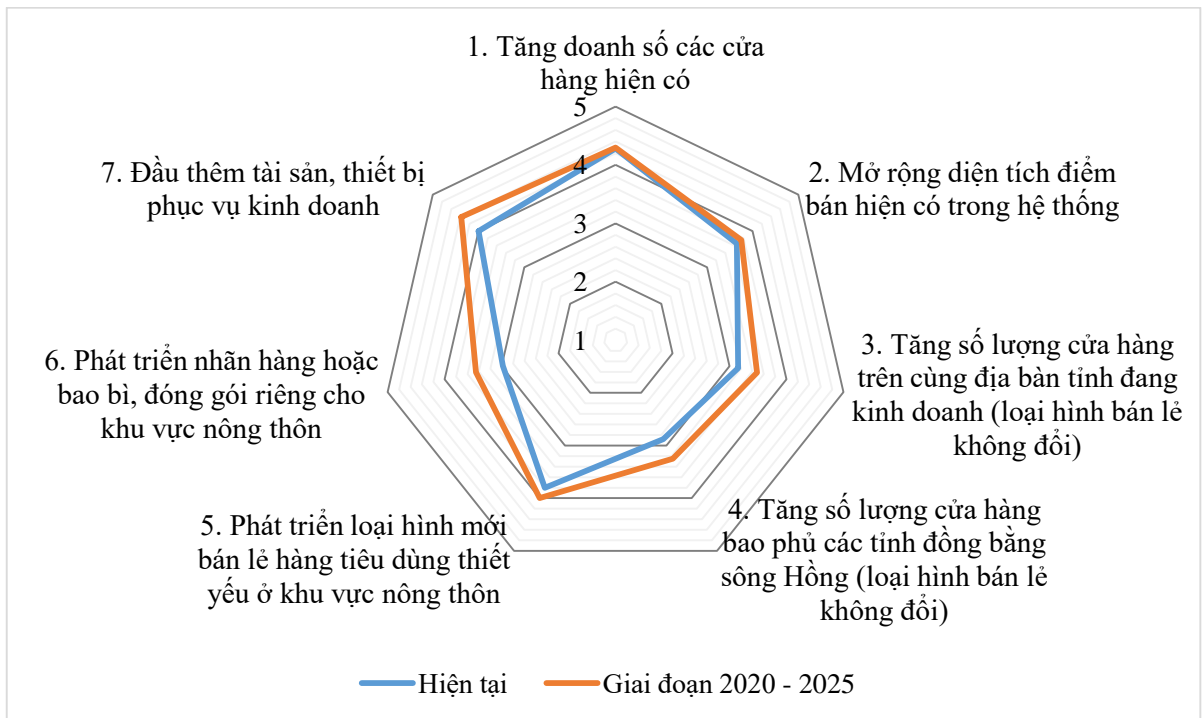 1. Tăng doanh số các cửa
hàng hiện có
5
4
3
2
1
2. Mở rộng diện tích điểm
bán hiện có trong hệ thống
3. Tăng số lượng cửa hàng
trên cùng địa bàn tỉnh đang
kinh doanh (loại hình bán lẻ
không đổi)
4. Tăng số lượng cửa hàng
bao phủ các tỉnh đồng bằng
sông Hồng (loại hình bán lẻ
không đổi)
5. Phát triển loại hình mới
bán lẻ hàng tiêu dùng thiết
yếu ở khu vực nông thôn
6. Phát triển nhãn hàng hoặc
bao bì, đóng gói riêng cho
khu vực nông thôn
7. Đầu thêm tài sản, thiết bị
phục vụ kinh doanh
Hiện tại
Giai đoạn 2020 - 2025